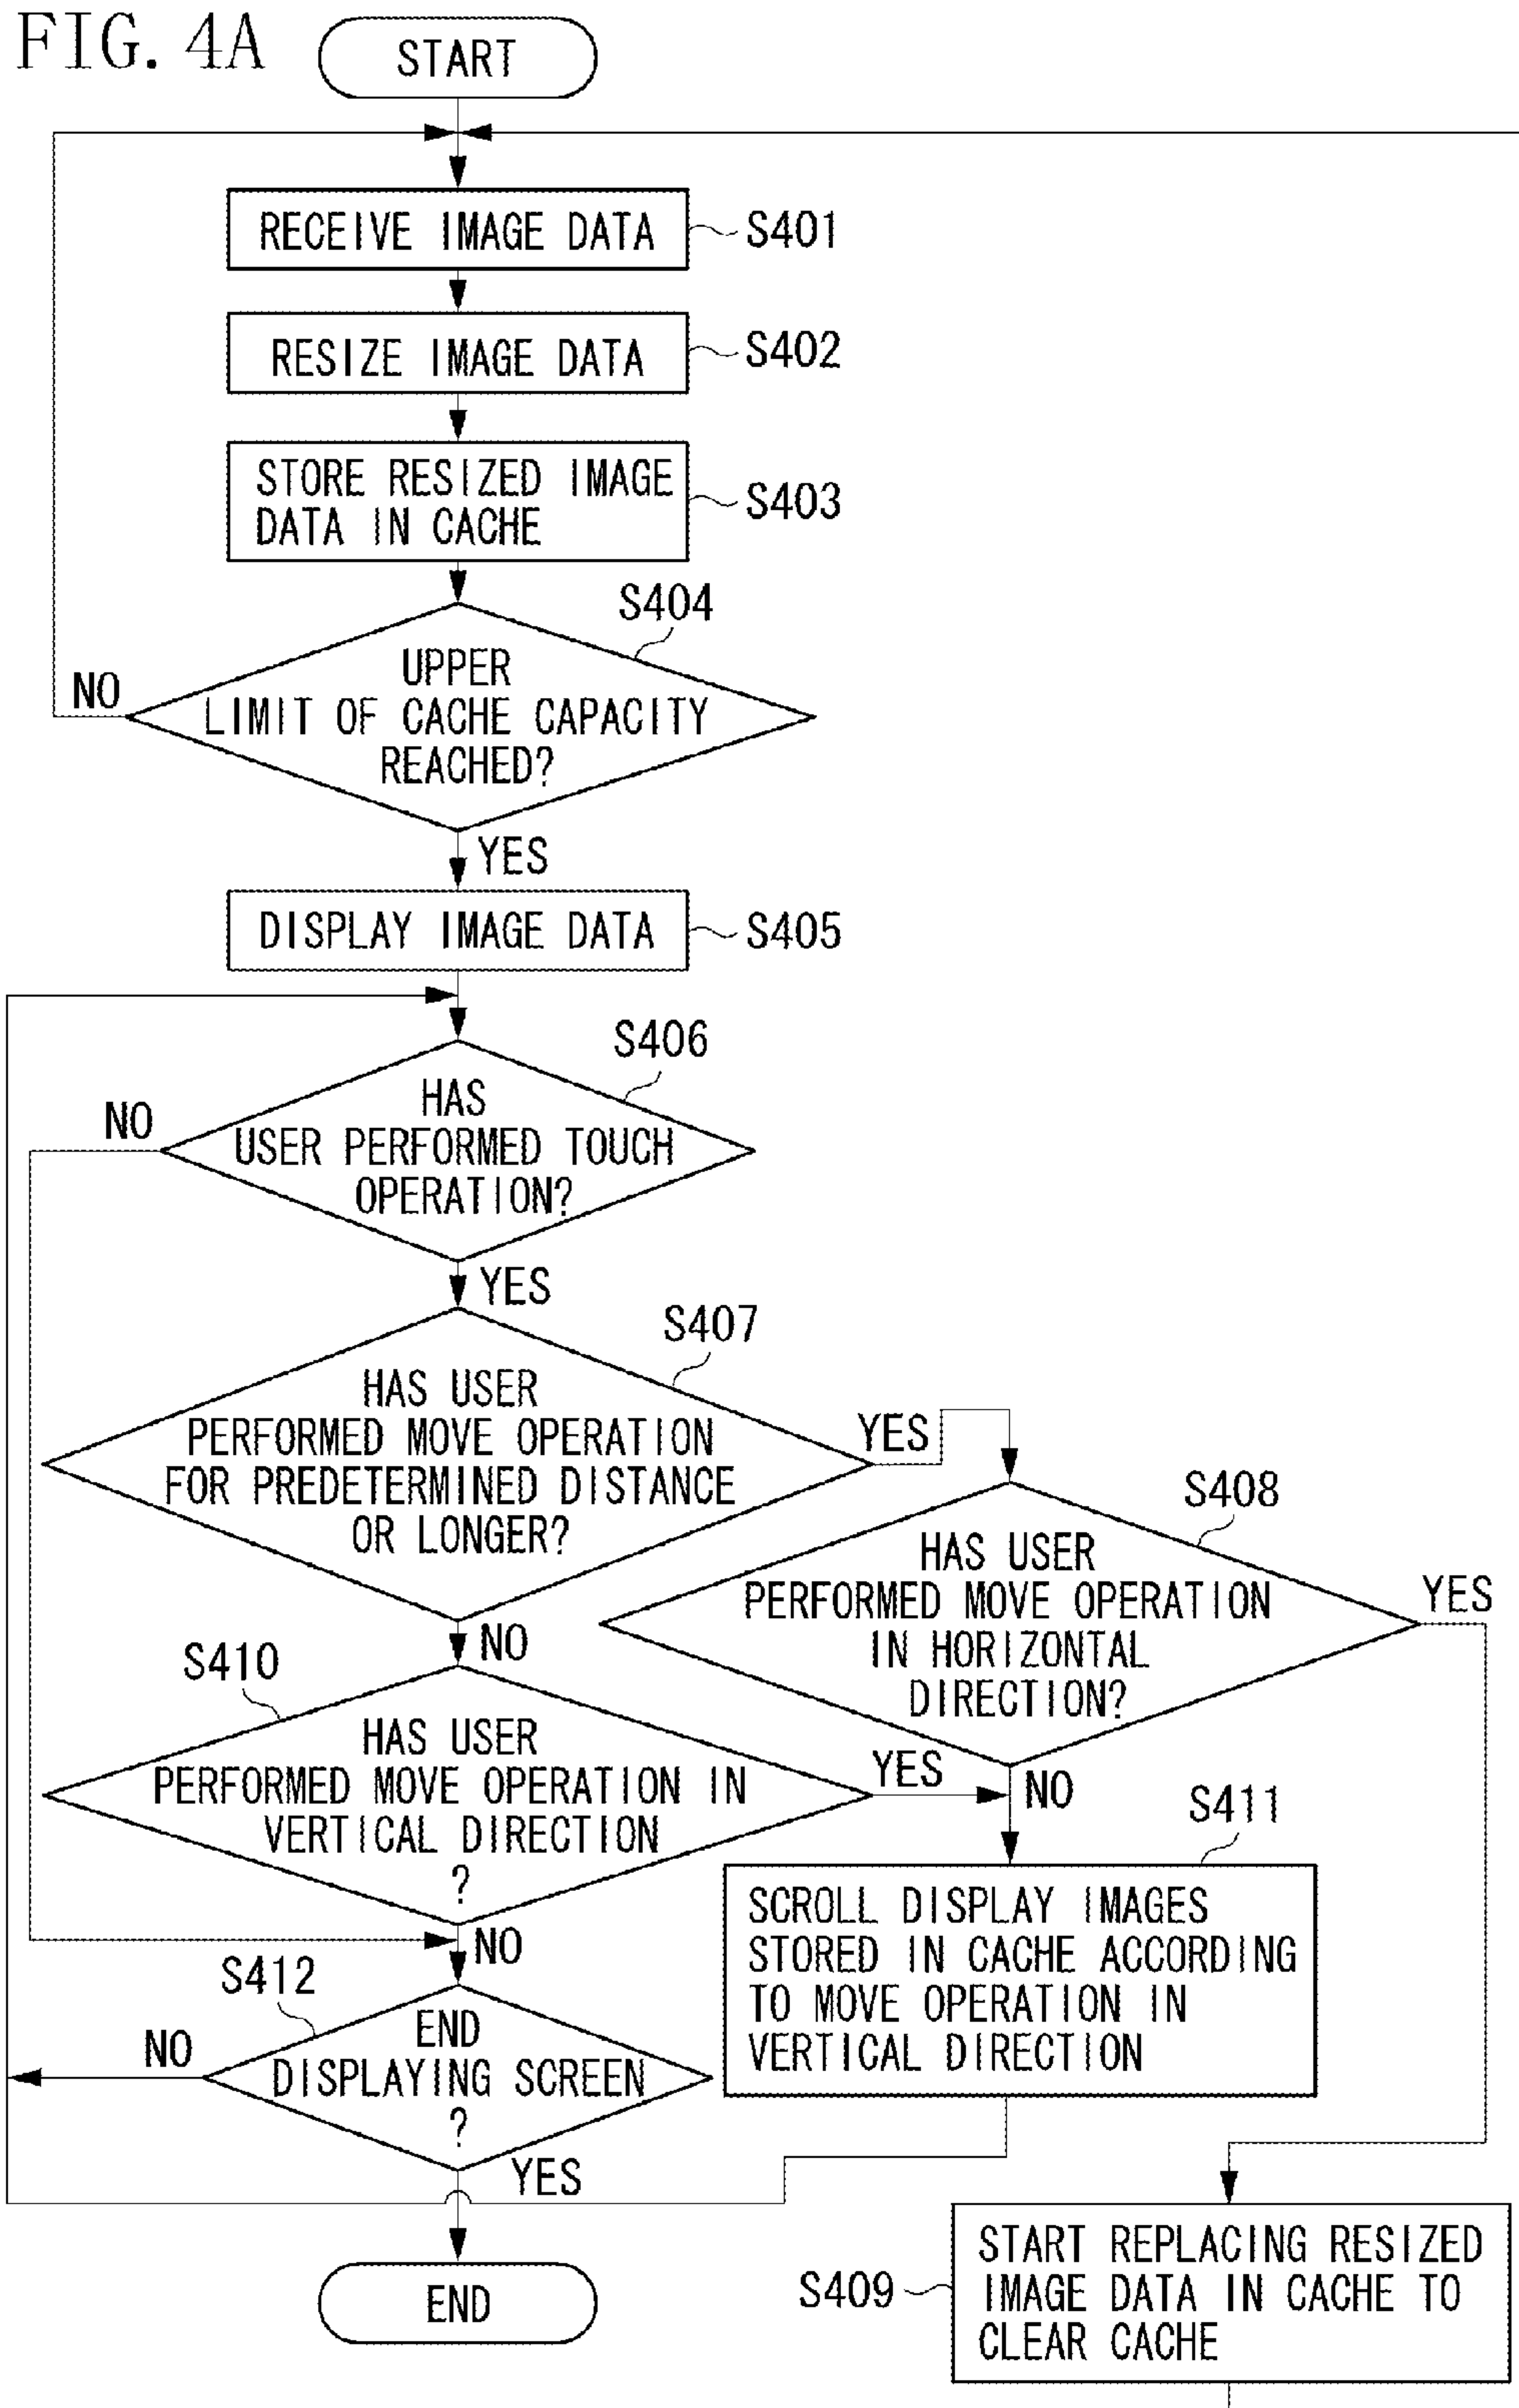 FIG. 4A
START
RECEIVE IMAGE DATA
S401
RESIZE IMAGE DATA
S402
STORE RESIZED IMAGE
DATA IN CACHE
S403
S404
UPPER
LIMIT OF CACHE CAPACITY
REACHED?
NO
YES
DISPLAY IMAGE DATA
S405
S406
HAS
USER PERFORMED TOUCH
OPERATION?
NO
YES
S407
HAS USER
PERFORMED MOVE OPERATION
FOR PREDETERMINED DISTANCE
OR LONGER?
YES
NO
S408
HAS USER
PERFORMED MOVE OPERATION
IN HORIZONTAL
DIRECTION?
YES
NO
S410
HAS USER
PERFORMED MOVE OPERATION IN
VERTICAL DIRECTION
?
YES
NO
S411
SCROLL DISPLAY IMAGES
STORED IN CACHE ACCORDING
TO MOVE OPERATION IN
VERTICAL DIRECTION
S412
END
DISPLAYING SCREEN
?
NO
YES
END
S409
START REPLACING RESIZED
IMAGE DATA IN CACHE TO
CLEAR CACHE